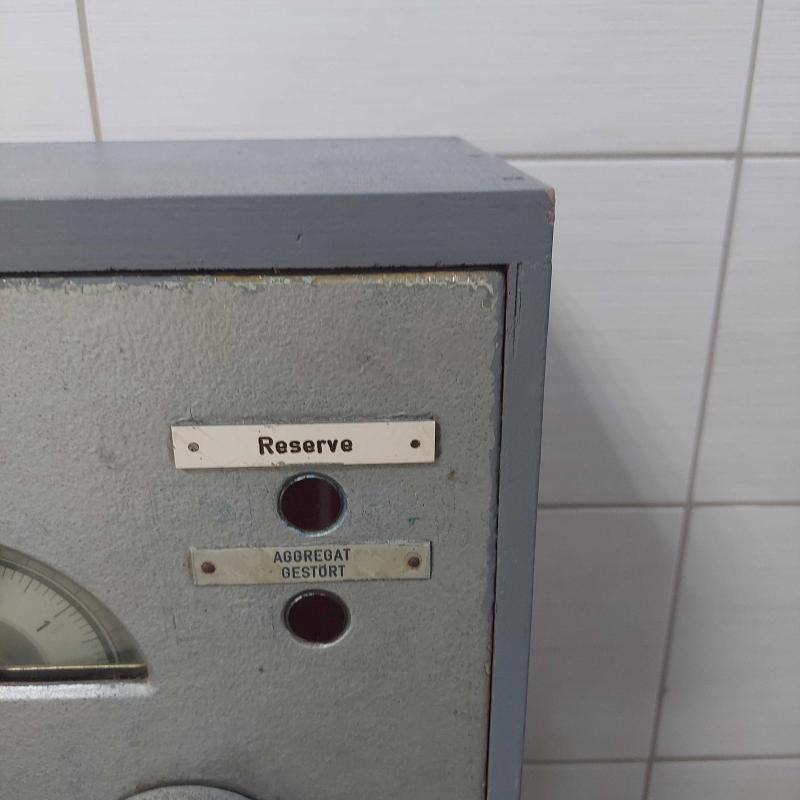 Reserve
AGGREGAT
GESTÖRT
1